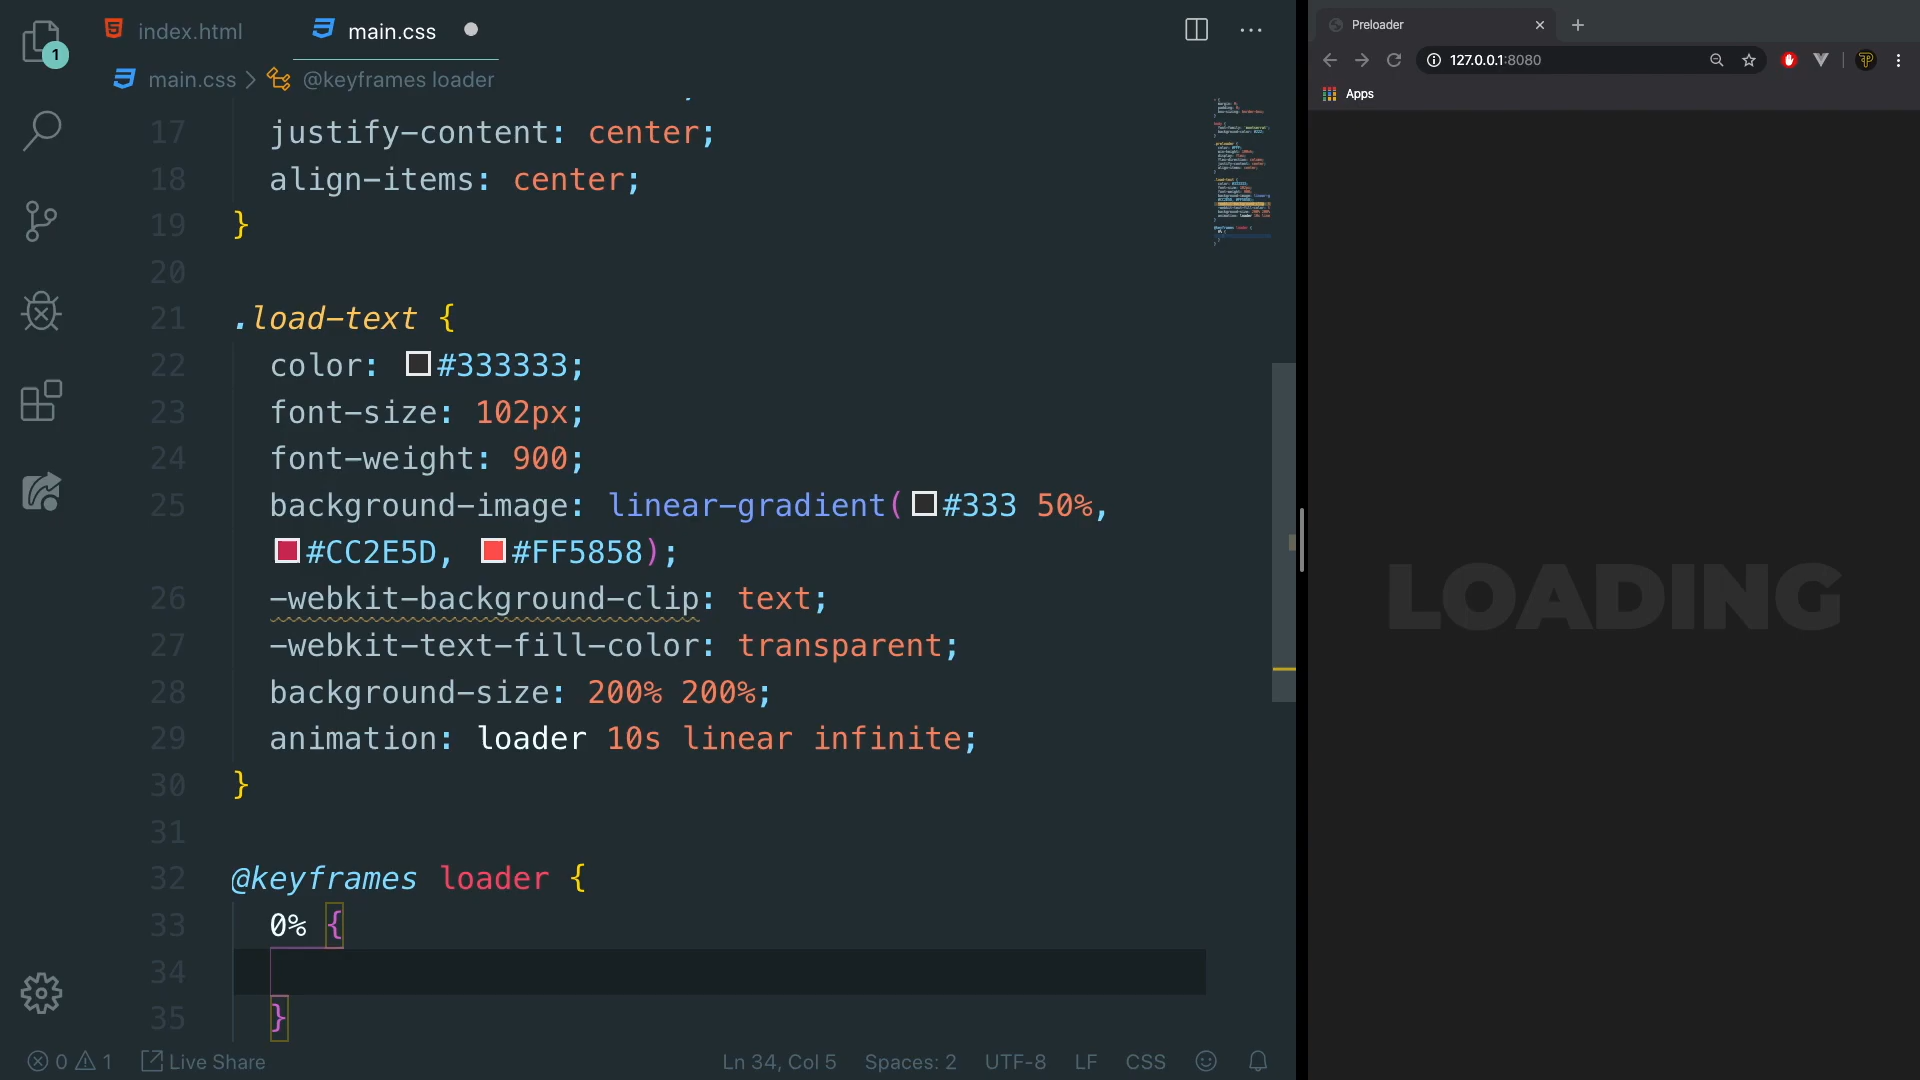 1
index.html
main.css
main.css > @keyframes loader
17 justify-content: center;
18 align-items: center;
19 }
20
21 .load-text {
22 color: #333333;
23 font-size: 102px;
24 font-weight: 900;
25 background-image: linear-gradient(#333 50%,
#CC2E5D, #FF5858);
26 -webkit-background-clip: text;
27 -webkit-text-fill-color: transparent;
28 background-size: 200% 200%;
29 animation: loader 10s linear infinite;
30 }
31
32 @keyframes loader {
33 0% {
34
35 }
0 1 Live Share
Ln 34, Col 5 Spaces: 2 UTF-8 LF CSS
Preloader
127.0.0.1:8080
Apps
LOADING